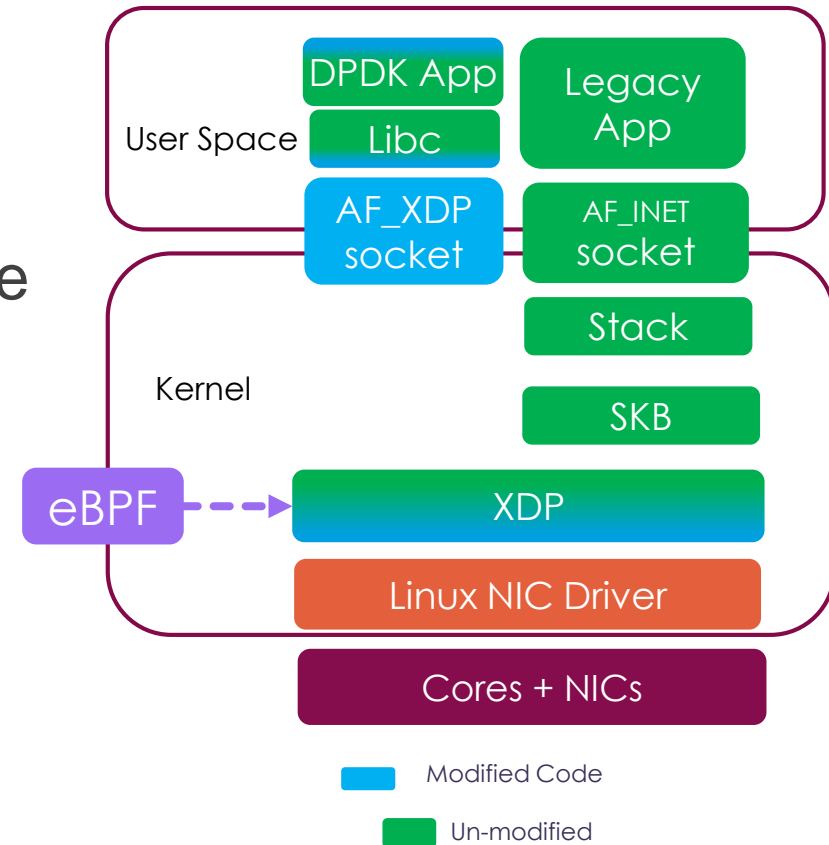 DPDK App
Legacy
App
User Space
Libc
AF_XDP
socket
AF_INET
socket
e
Stack
Kernel
SKB
eBPF
XDP
Linux NIC Driver
Cores + NICs
Modified Code
Un-modified